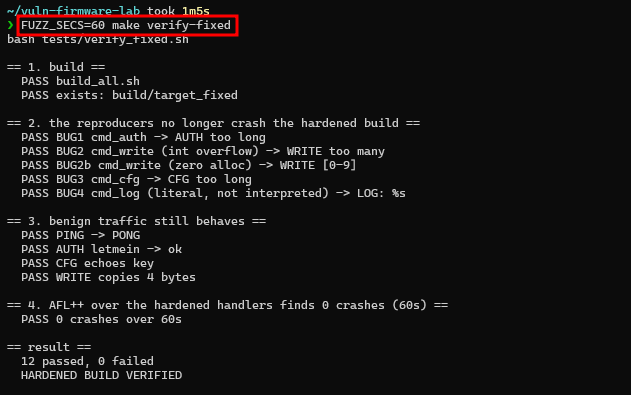 ~/vuln-firmware-lab took 1m5s
❯ FUZZ_SECS=60 make verify-fixed
bash tests/verify_fixed.sh
== 1. build ==
PASS build_all.sh
PASS exists: build/target_fixed
== 2. the reproducers no longer crash the hardened build ==
PASS BUG1 cmd_auth -> AUTH too long
PASS BUG2 cmd_write (int overflow) -> WRITE too many
PASS BUG2b cmd_write (zero alloc) -> WRITE [0-9]
PASS BUG3 cmd_cfg -> CFG too long
PASS BUG4 cmd_log (literal, not interpreted) -> LOG: %s
== 3. benign traffic still behaves ==
PASS PING -> PONG
PASS AUTH letmein -> ok
PASS CFG echoes key
PASS WRITE copies 4 bytes
== 4. AFL++ over the hardened handlers finds 0 crashes (60s) ==
PASS 0 crashes over 60s
== result ==
12 passed, 0 failed
HARDENED BUILD VERIFIED